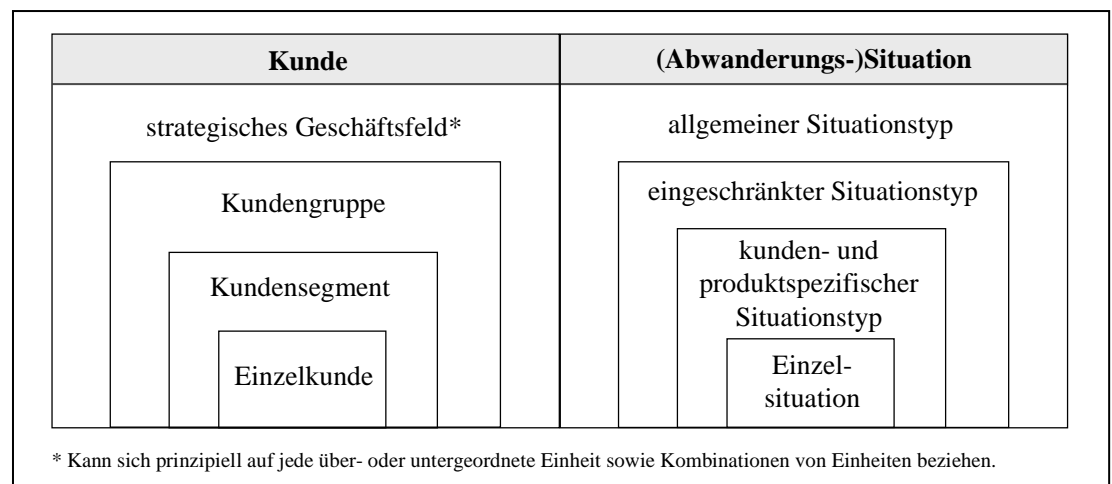 Kunde
(Abwanderungs-)Situation
strategisches Geschäftsfeld*
allgemeiner Situationstyp
Kundengruppe
eingeschränkter Situationstyp
Kundensegment
kunden- und
produktspezifischer
Situationstyp
Einzelkunde
Einzel-
situation
* Kann sich prinzipiell auf jede über- oder untergeordnete Einheit sowie Kombinationen von Einheiten beziehen.